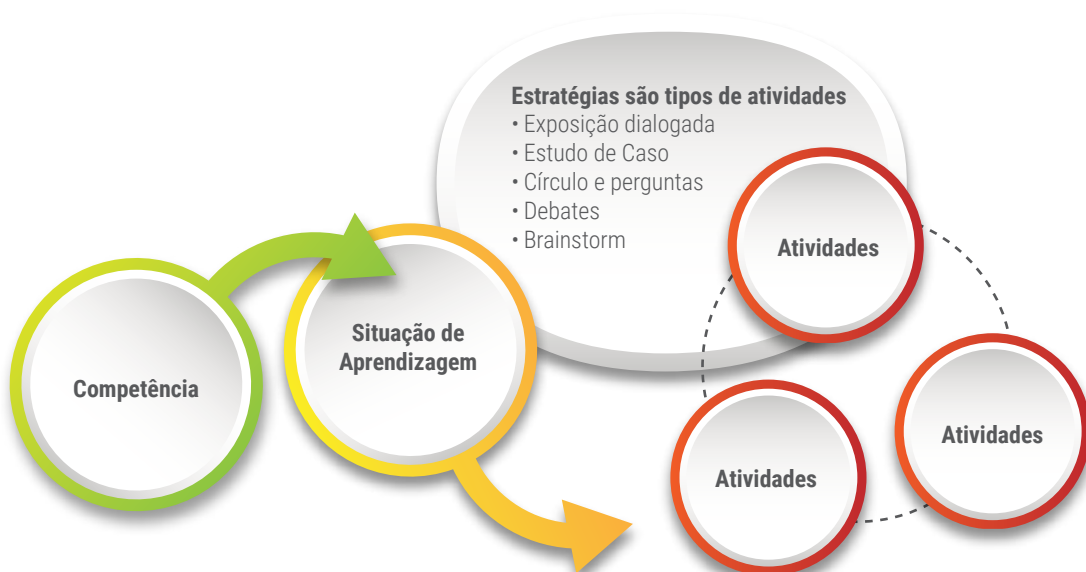 Estratégias são tipos de atividades
• Exposição dialogada
• Estudo de Caso
• Círculo e perguntas
• Debates
• Brainstorm
Atividades
Situação de
Aprendizagem
Competência
Atividades
Atividades